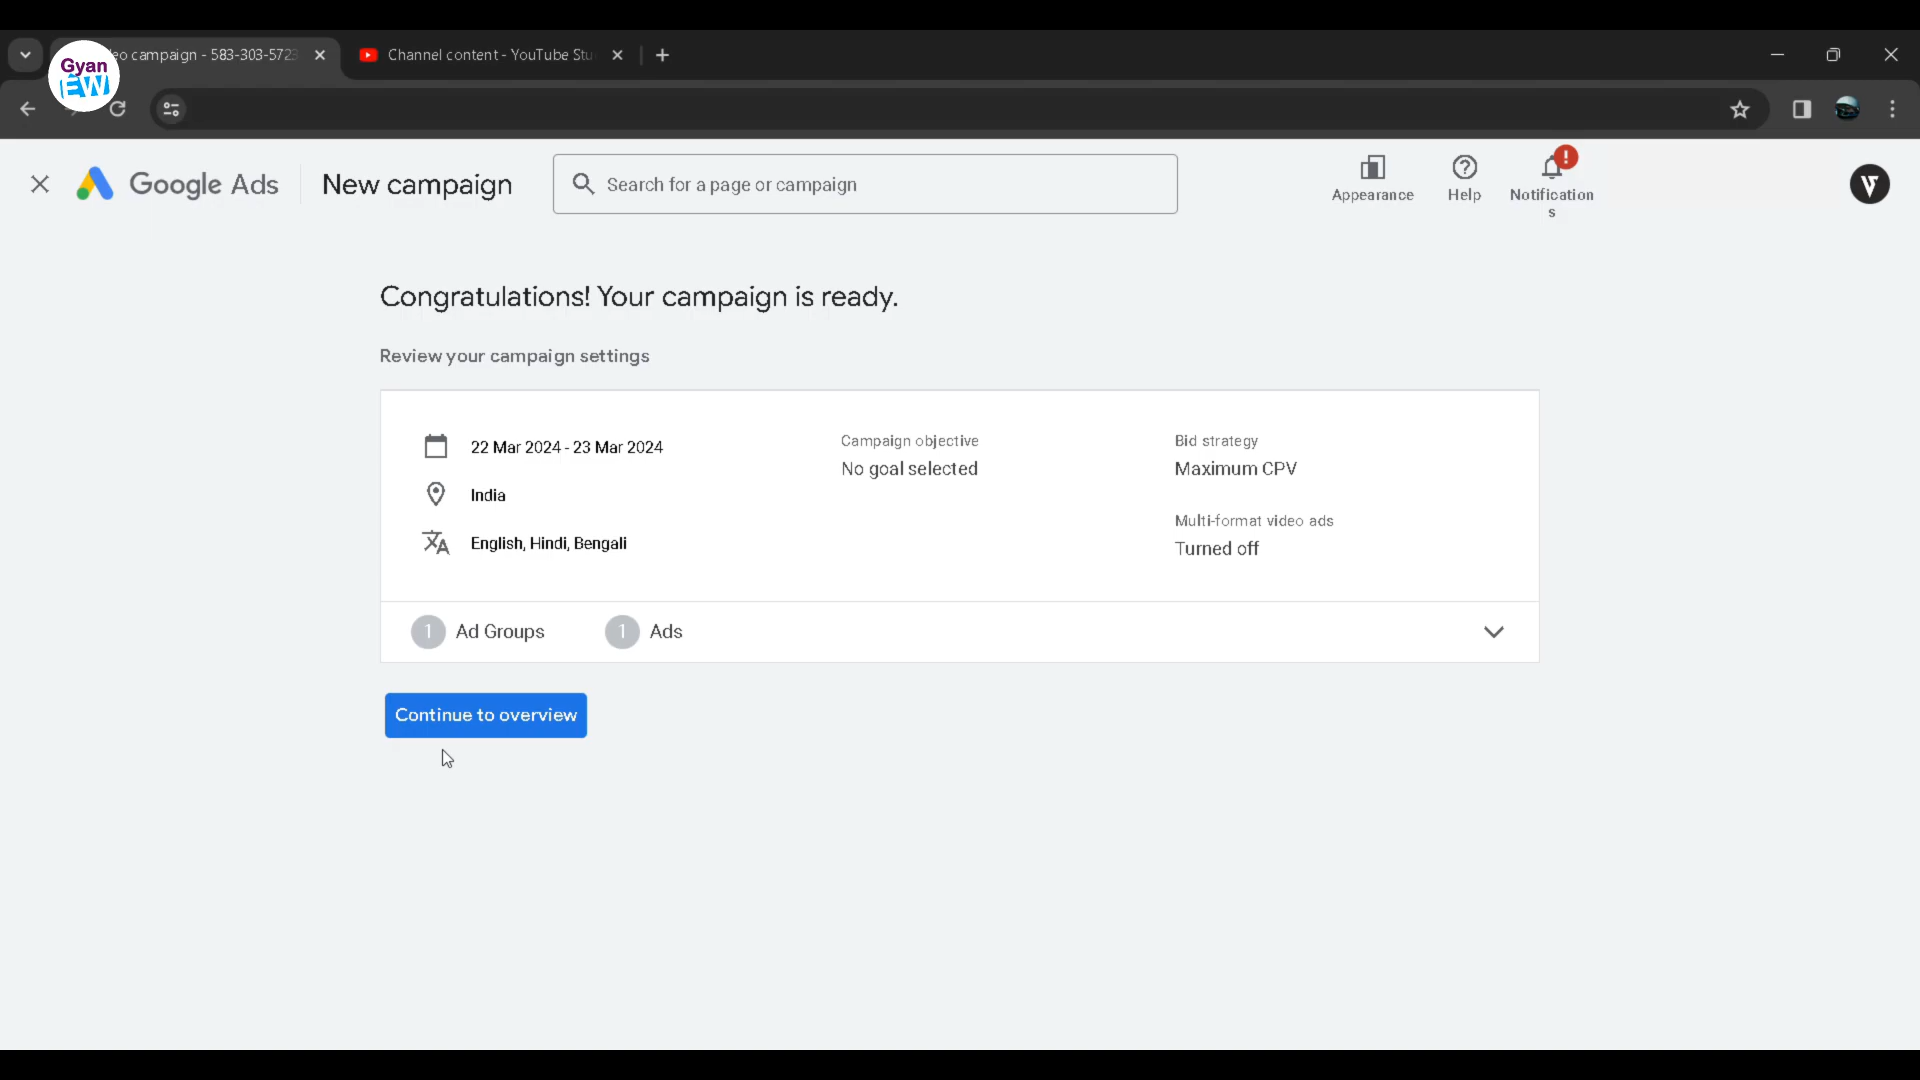 Gyan
EW
eo campaign - 583-303-5723
Channel content - YouTube Stu
Google Ads
New campaign
Search for a page or campaign
Appearance
Help
Notification
s
!
V
Congratulations! Your campaign is ready.
Review your campaign settings
22 Mar 2024 - 23 Mar 2024
India
English, Hindi, Bengali
Campaign objective
No goal selected
Bid strategy
Maximum CPV
Multi-format video ads
Turned off
1 Ad Groups
1 Ads
Continue to overview